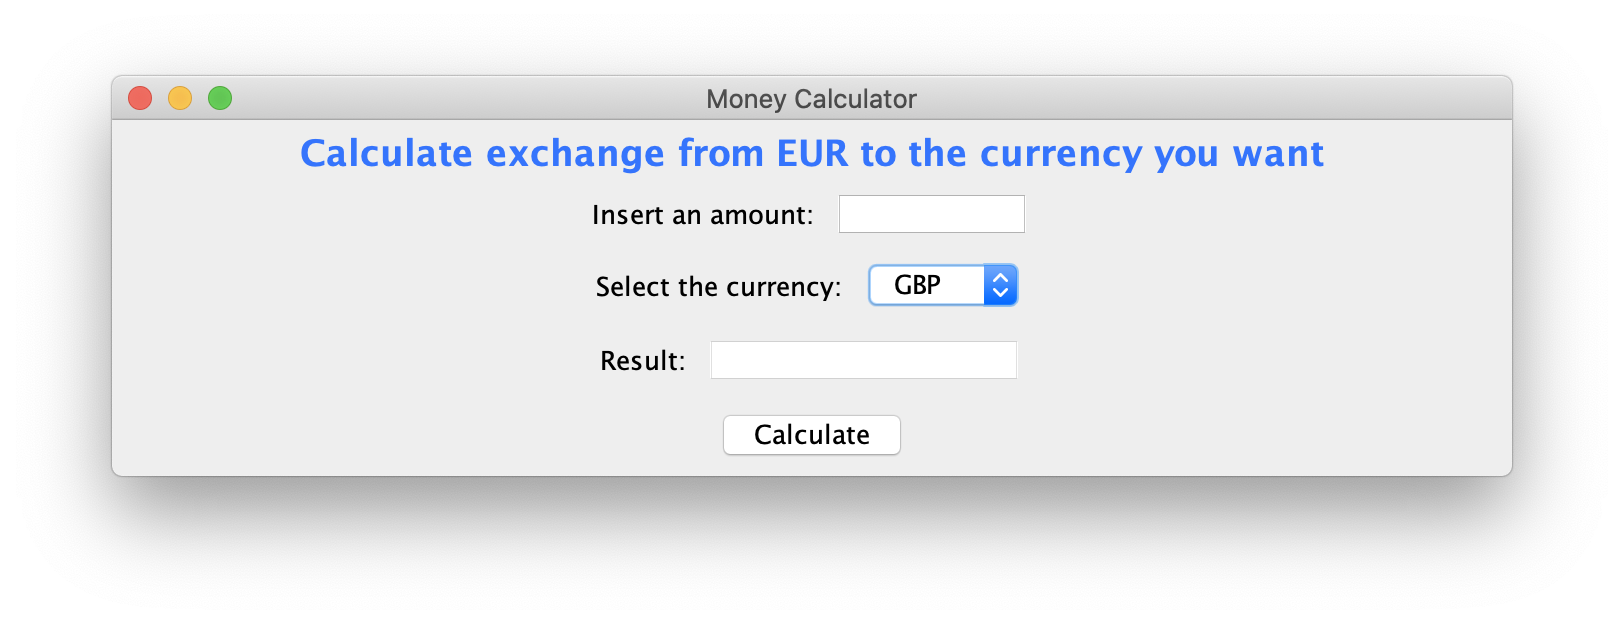 Money Calculator
Calculate exchange from EUR to the currency you want
Insert an amount:
Select the currency: GBP
Result:
Calculate